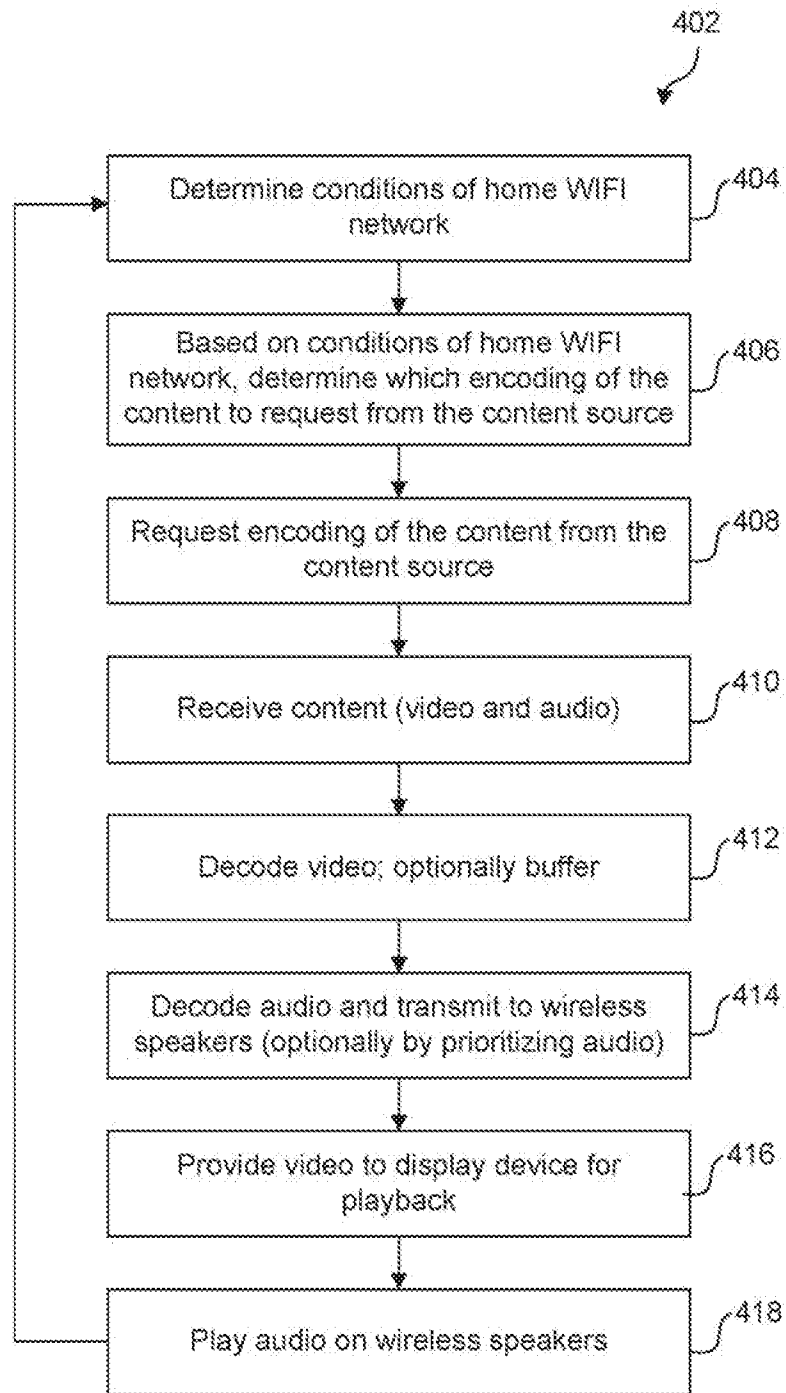 402
Determine conditions of home WIFI
network
404
Based on conditions of home WIFI
network, determine which encoding of the
content to request from the content source
406
Request encoding of the content from the
content source
408
Receive content (video and audio)
410
Decode video; optionally buffer
412
Decode audio and transmit to wireless
speakers (optionally by prioritizing audio)
414
Provide video to display device for
playback
416
Play audio on wireless speakers
418